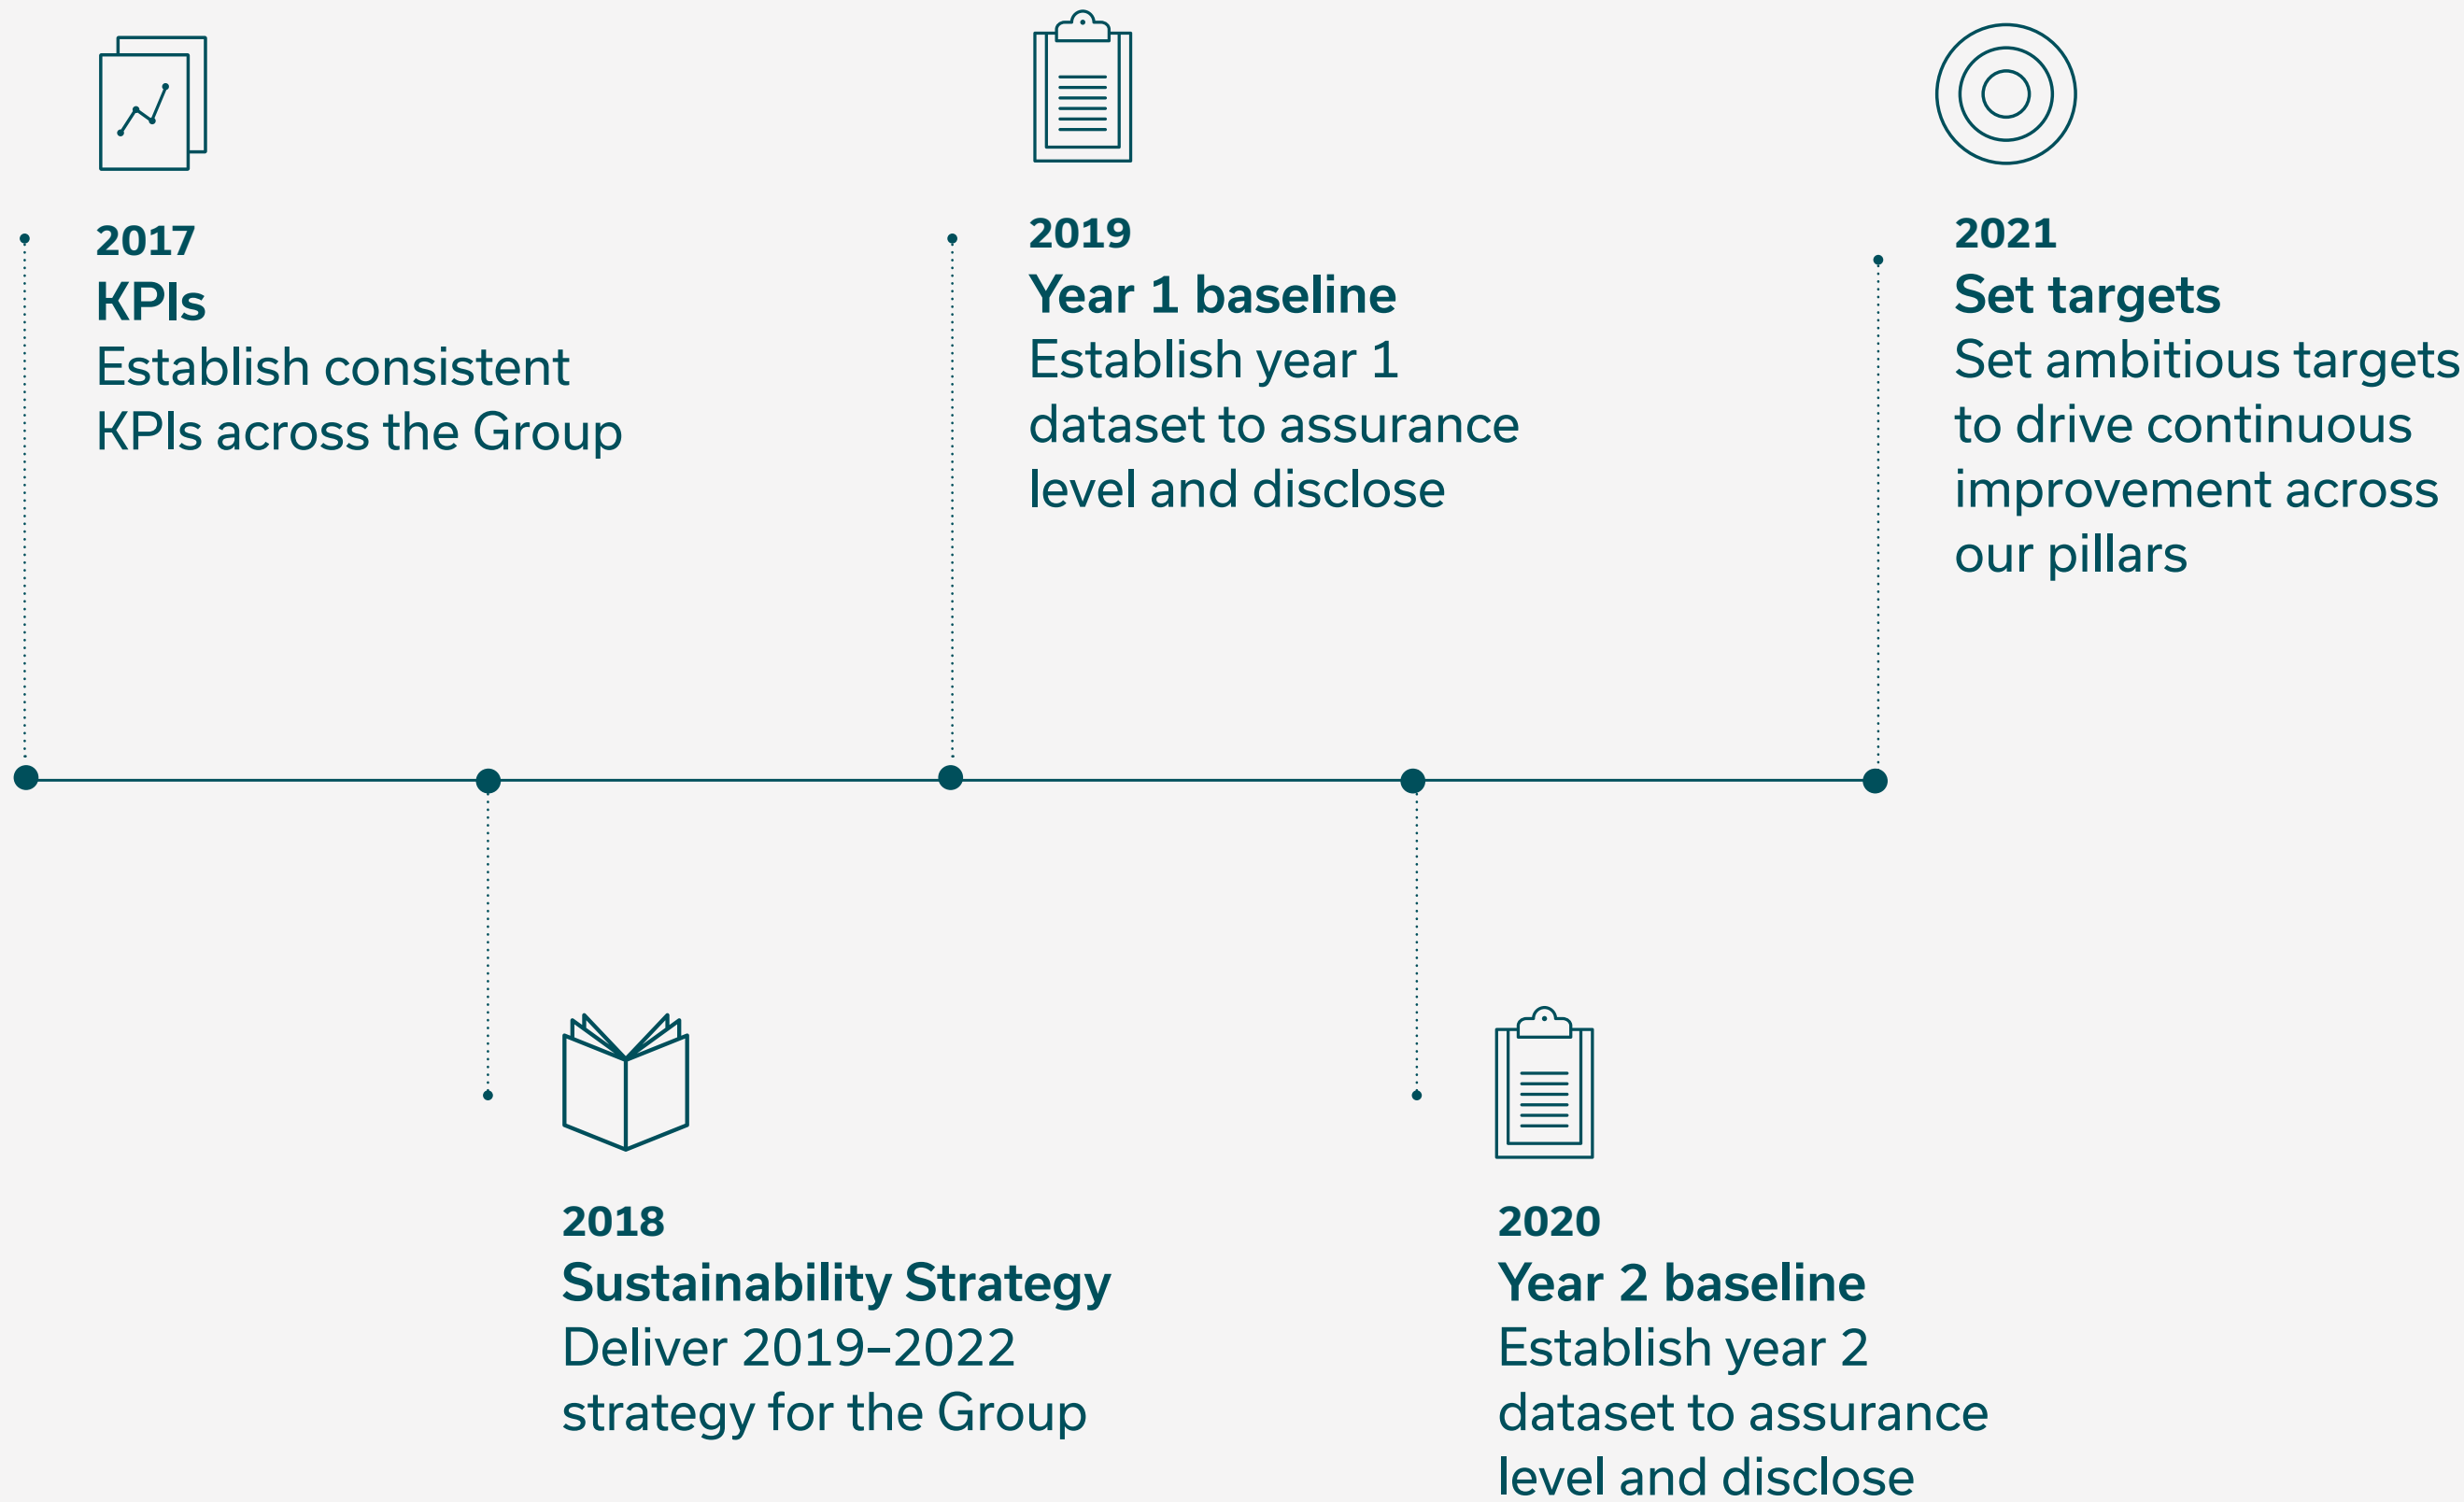 2017
KPIs
Establish consistent
KPIs across the Group
2018
Sustainability Strategy
Deliver 2019–2022
strategy for the Group
2019
Year 1 baseline
Establish year 1
dataset to assurance
level and disclose
2020
Year 2 baseline
Establish year 2
dataset to assurance
level and disclose
2021
Set targets
Set ambitious targets
to drive continuous
improvement across
our pillars